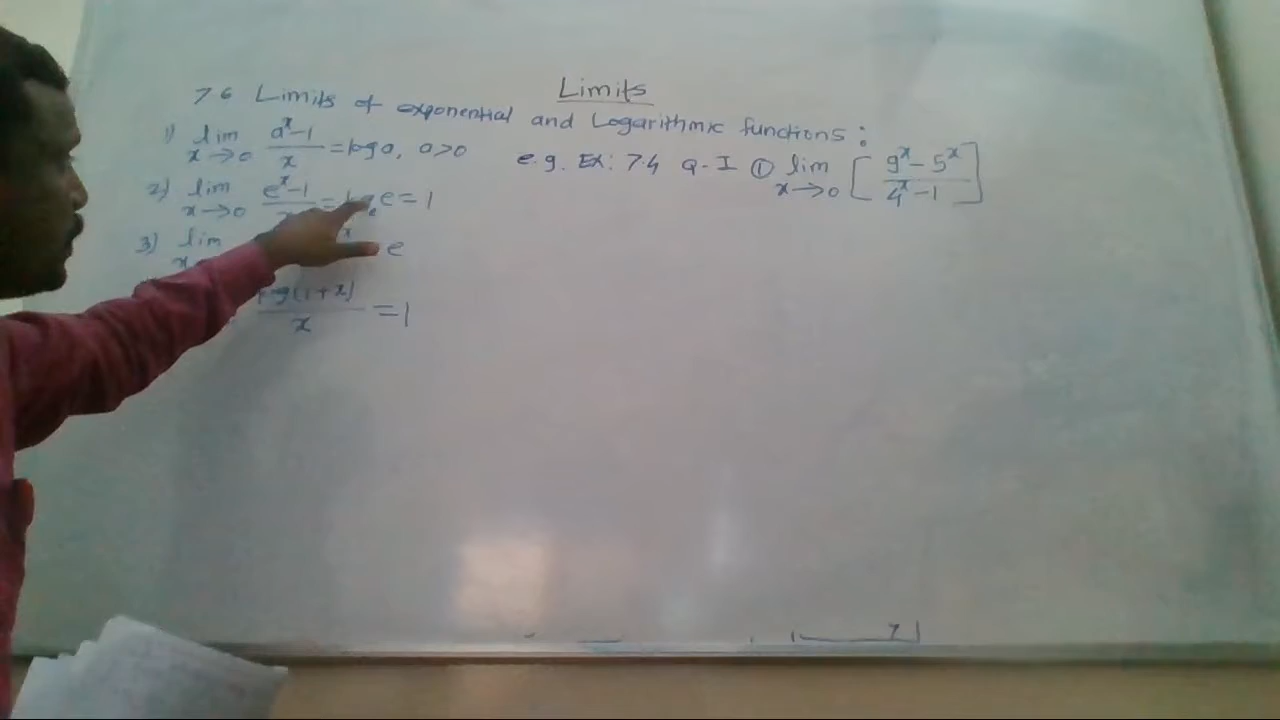 Limits
7.6 Limits of exponential and Logarithmic functions:
1) lim x→0 a^x-1 / x = log a, a>0
e.g. Ex: 7.4 Q-I ① lim x→0 [ 9^x - 5^x / 4^x - 1 ]
2) lim x→0 e^x-1 / = log_e e = 1
3) lim e
(1+x) / x = 1